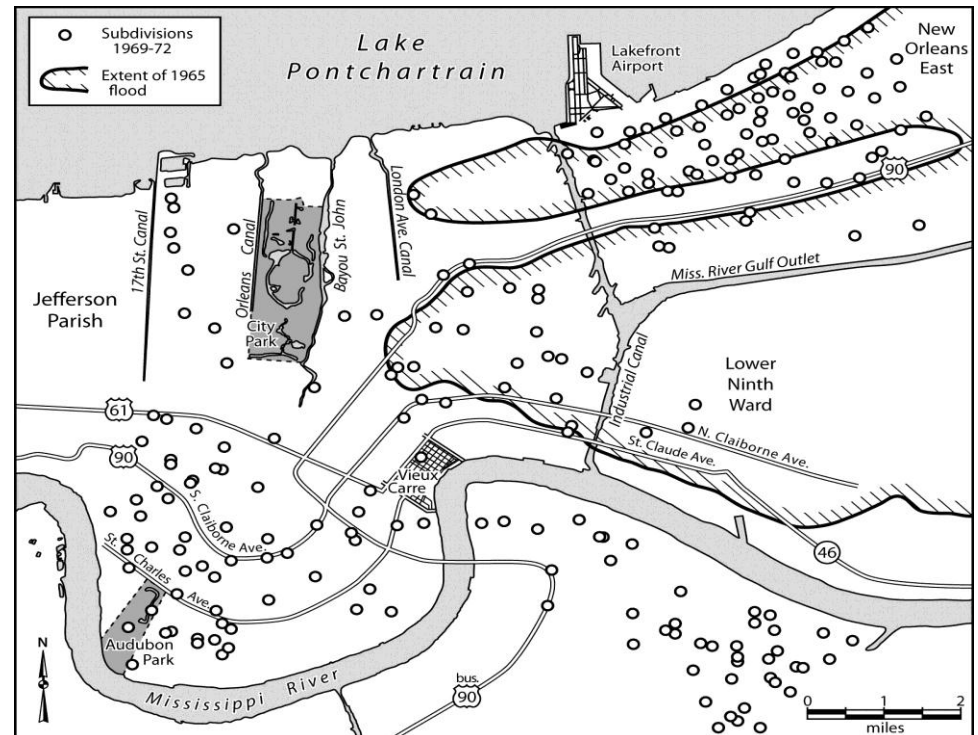 Subdivisions
1969-72
Extent of 1965
flood
Lake
Pontchartrain
Lakefront
Airport
New
Orleans
East
17th St. Canal
Orleans Canal
Bayou St. John
London Ave. Canal
90
Miss. River Gulf Outlet
Jefferson
Parish
City
Park
Industrial Canal
Lower
Ninth
Ward
61
N. Claiborne Ave.
St. Claude Ave.
90
Vieux
Carre
S. Claiborne Ave.
46
St. Charles Ave.
Audubon
Park
N
Mississippi River
bus.
90
0 1 2
miles